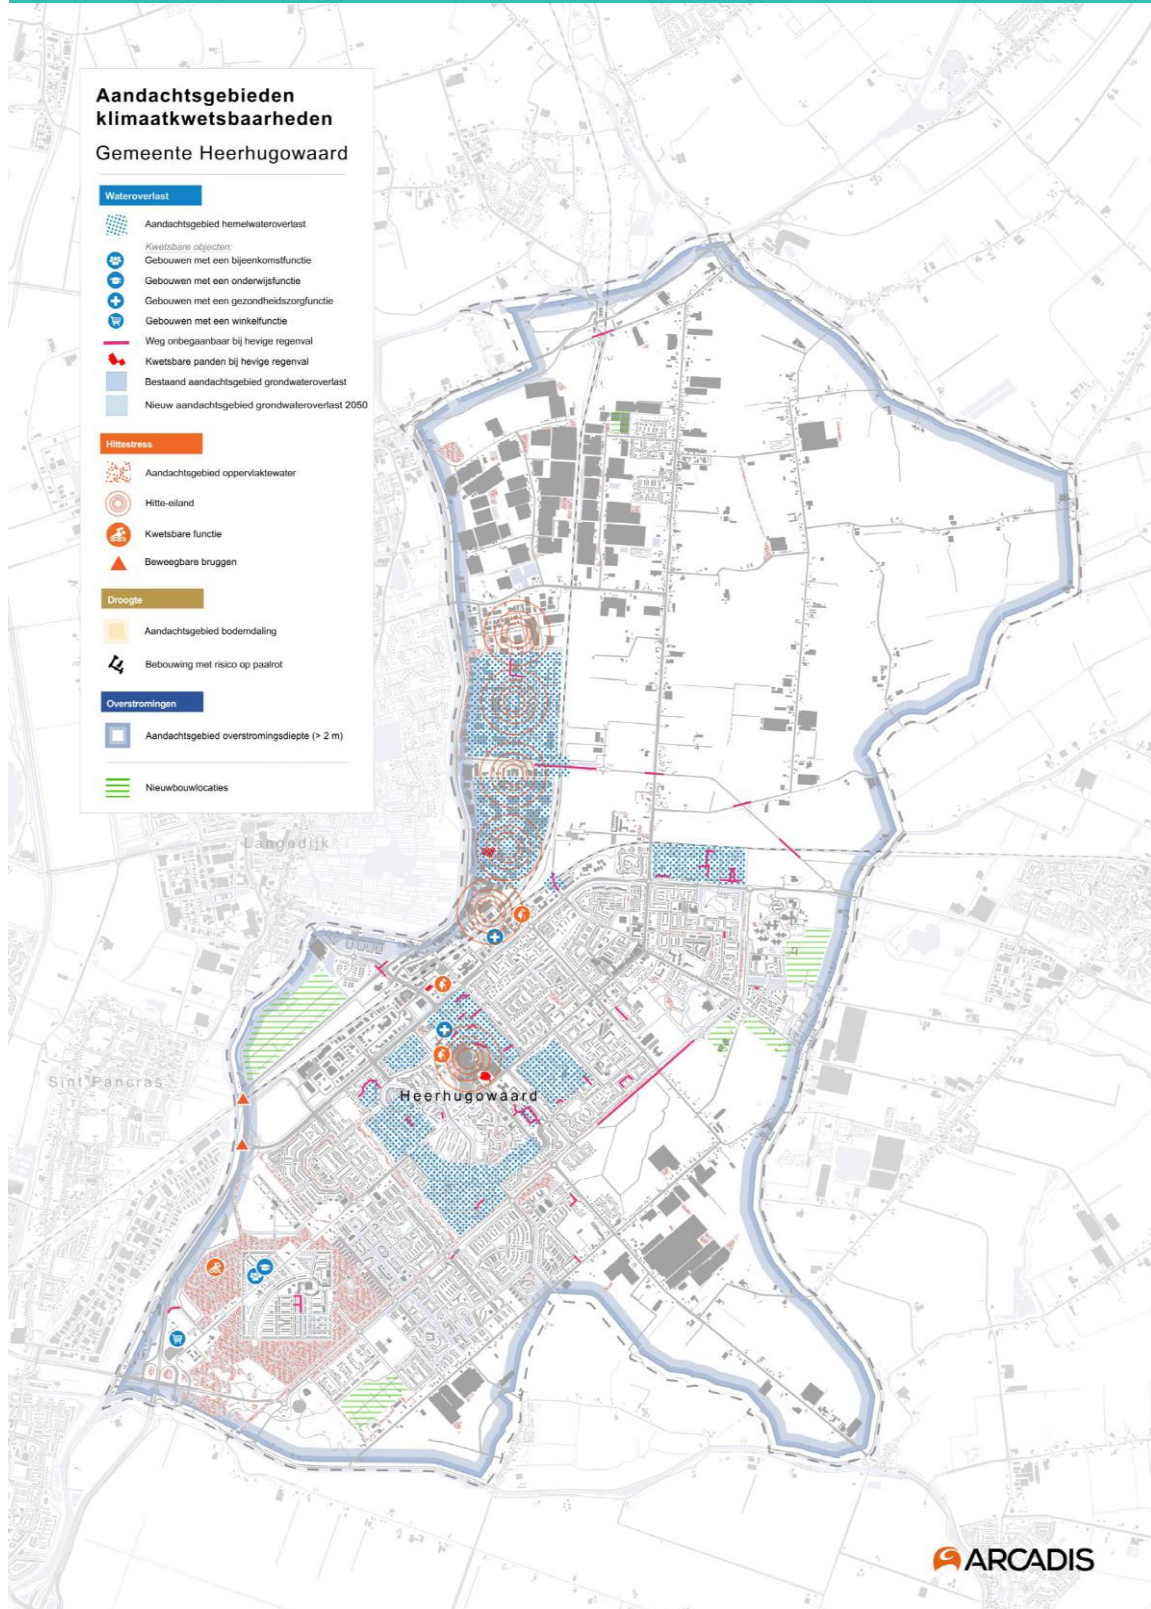 Aandachtsgebieden
klimaatkwetsbaarheden
Gemeente Heerhugowaard
Wateroverlast
Aandachtgebied hemelwateroverlast
Kwetsbare objecten:
Gebouwen met een bijeenkomstfunctie
Gebouwen met een onderwijsfunctie
Gebouwen met een gezondheidszorgfunctie
Gebouwen met een winkelfunctie
Weg onbegaanbaar bij hevige regenval
Kwetsbare panden bij hevige regenval
Bestaand aandachtsgebied grondwateroverlast
Nieuw aandachtsgebied grondwateroverlast 2050
Hittestress
Aandachtsgebied oppervlaktewater
Hitte-eiland
Kwetsbare functie
Beweegbare bruggen
Droogte
Aandachtsgebied bodemdaling
Bebouwing met risico op paalrot
Overstromingen
Aandachtsgebied overstromingsdiepte (> 2 m)
Nieuwbouwlocaties
Langedijk
Sint Pancras
Heerhugowaard
ARCADIS